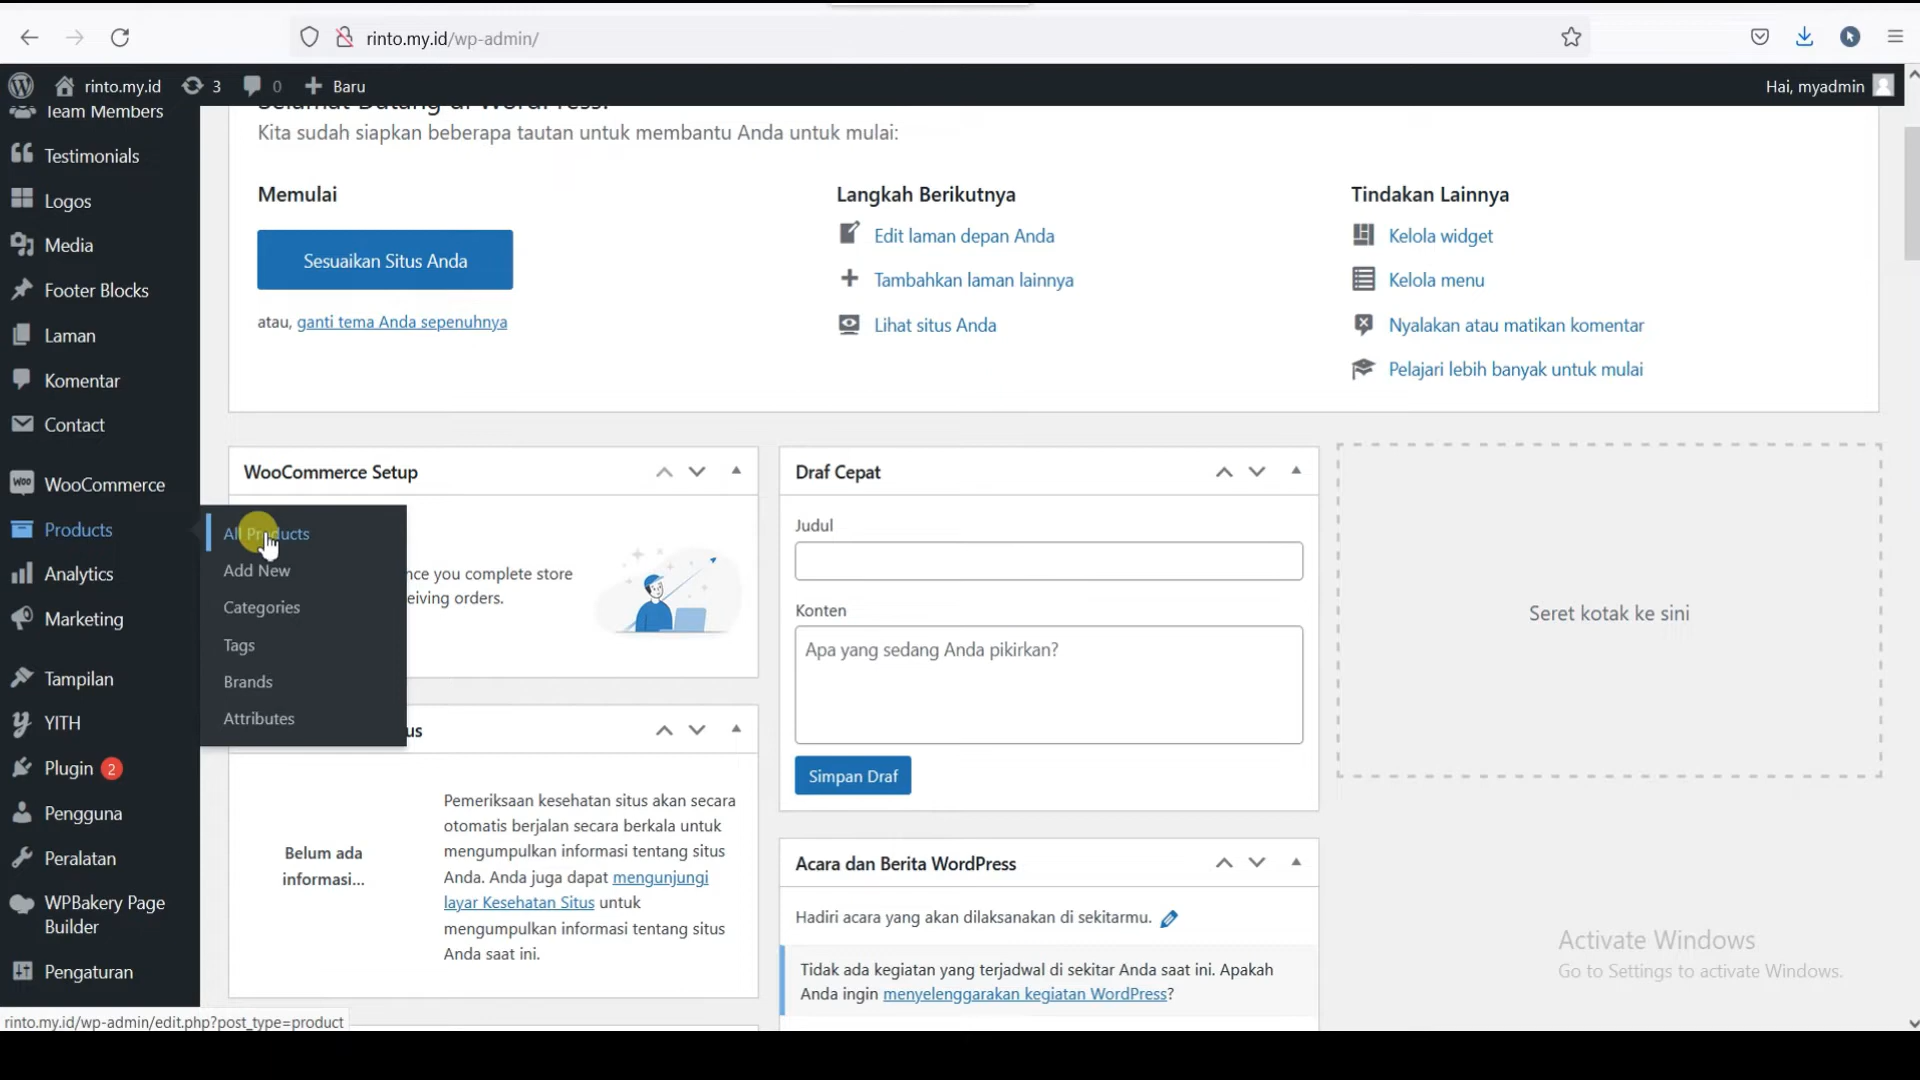 rinto.my.id/wp-admin/
rinto.my.id
3
0
Baru
Hai, myadmin
Team Members
Testimonials
Logos
Media
Footer Blocks
Laman
Komentar
Contact
WooCommerce
Products
Analytics
Marketing
Tampilan
YITH
Plugin 2
Pengguna
Peralatan
WPBakery Page
Builder
Pengaturan
All Products
Add New
Categories
Tags
Brands
Attributes
Selamat Datang di WordPress!
Kita sudah siapkan beberapa tautan untuk membantu Anda untuk mulai:
Memulai
Sesuaikan Situs Anda
atau, ganti tema Anda sepenuhnya
Langkah Berikutnya
Edit laman depan Anda
Tambahkan laman lainnya
Lihat situs Anda
Tindakan Lainnya
Kelola widget
Kelola menu
Nyalakan atau matikan komentar
Pelajari lebih banyak untuk mulai
WooCommerce Setup
nce you complete store
eiving orders.
us
Belum ada
informasi...
Pemeriksaan kesehatan situs akan secara
otomatis berjalan secara berkala untuk
mengumpulkan informasi tentang situs
Anda. Anda juga dapat mengunjungi
layar Kesehatan Situs untuk
mengumpulkan informasi tentang situs
Anda saat ini.
Draf Cepat
Judul
Konten
Apa yang sedang Anda pikirkan?
Simpan Draf
Acara dan Berita WordPress
Hadiri acara yang akan dilaksanakan di sekitarmu.
Tidak ada kegiatan yang terjadwal di sekitar Anda saat ini. Apakah
Anda ingin menyelenggarakan kegiatan WordPress?
Seret kotak ke sini
Activate Windows
Go to Settings to activate Windows.
rinto.my.id/wp-admin/edit.php?post_type=product